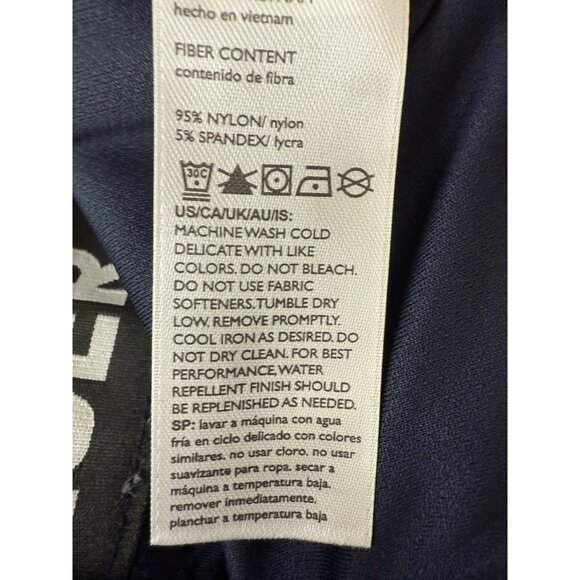 hecho en vietnam
FIBER CONTENT
contenido de fibra
95% NYLON/ nylon
5% SPANDEX/ lycra
30C
US/CA/UK/AU/IS:
MACHINE WASH COLD
DELICATE WITH LIKE
COLORS. DO NOT BLEACH.
DO NOT USE FABRIC
SOFTENERS. TUMBLE DRY
LOW. REMOVE PROMPTLY.
COOL IRON AS DESIRED. DO
NOT DRY CLEAN. FOR BEST
PERFORMANCE, WATER
REPELLENT FINISH SHOULD
BE REPLENISHED AS NEEDED.
SP: lavar a máquina con agua
fría en ciclo delicado con colores
similares. no usar cloro. no usar
suavizante para ropa. secar a
máquina a temperatura baja.
remover inmediatamente.
planchar a temperatura baja